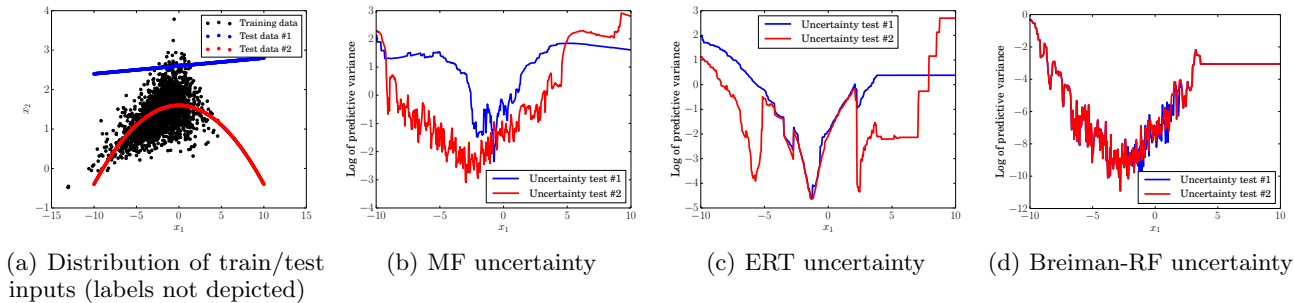 Training data
Test data #1
Test data #2
4
3
2
1
0
−1
x₂
−15
−10
−5
0
5
10
15
x₁
3
2
1
0
−1
−2
−3
−4
Log of predictive variance
Uncertainty test #1
Uncertainty test #2
−10
−5
0
5
10
x₁
Uncertainty test #1
Uncertainty test #2
3
2
1
0
−1
−2
−3
−4
−5
Log of predictive variance
−10
−5
0
5
10
x₁
0
−2
−4
−6
−8
−10
−12
Log of predictive variance
Uncertainty test #1
Uncertainty test #2
−10
−5
0
5
10
x₁
(a) Distribution of train/test
inputs (labels not depicted)
(b) MF uncertainty
(c) ERT uncertainty
(d) Breiman-RF uncertainty